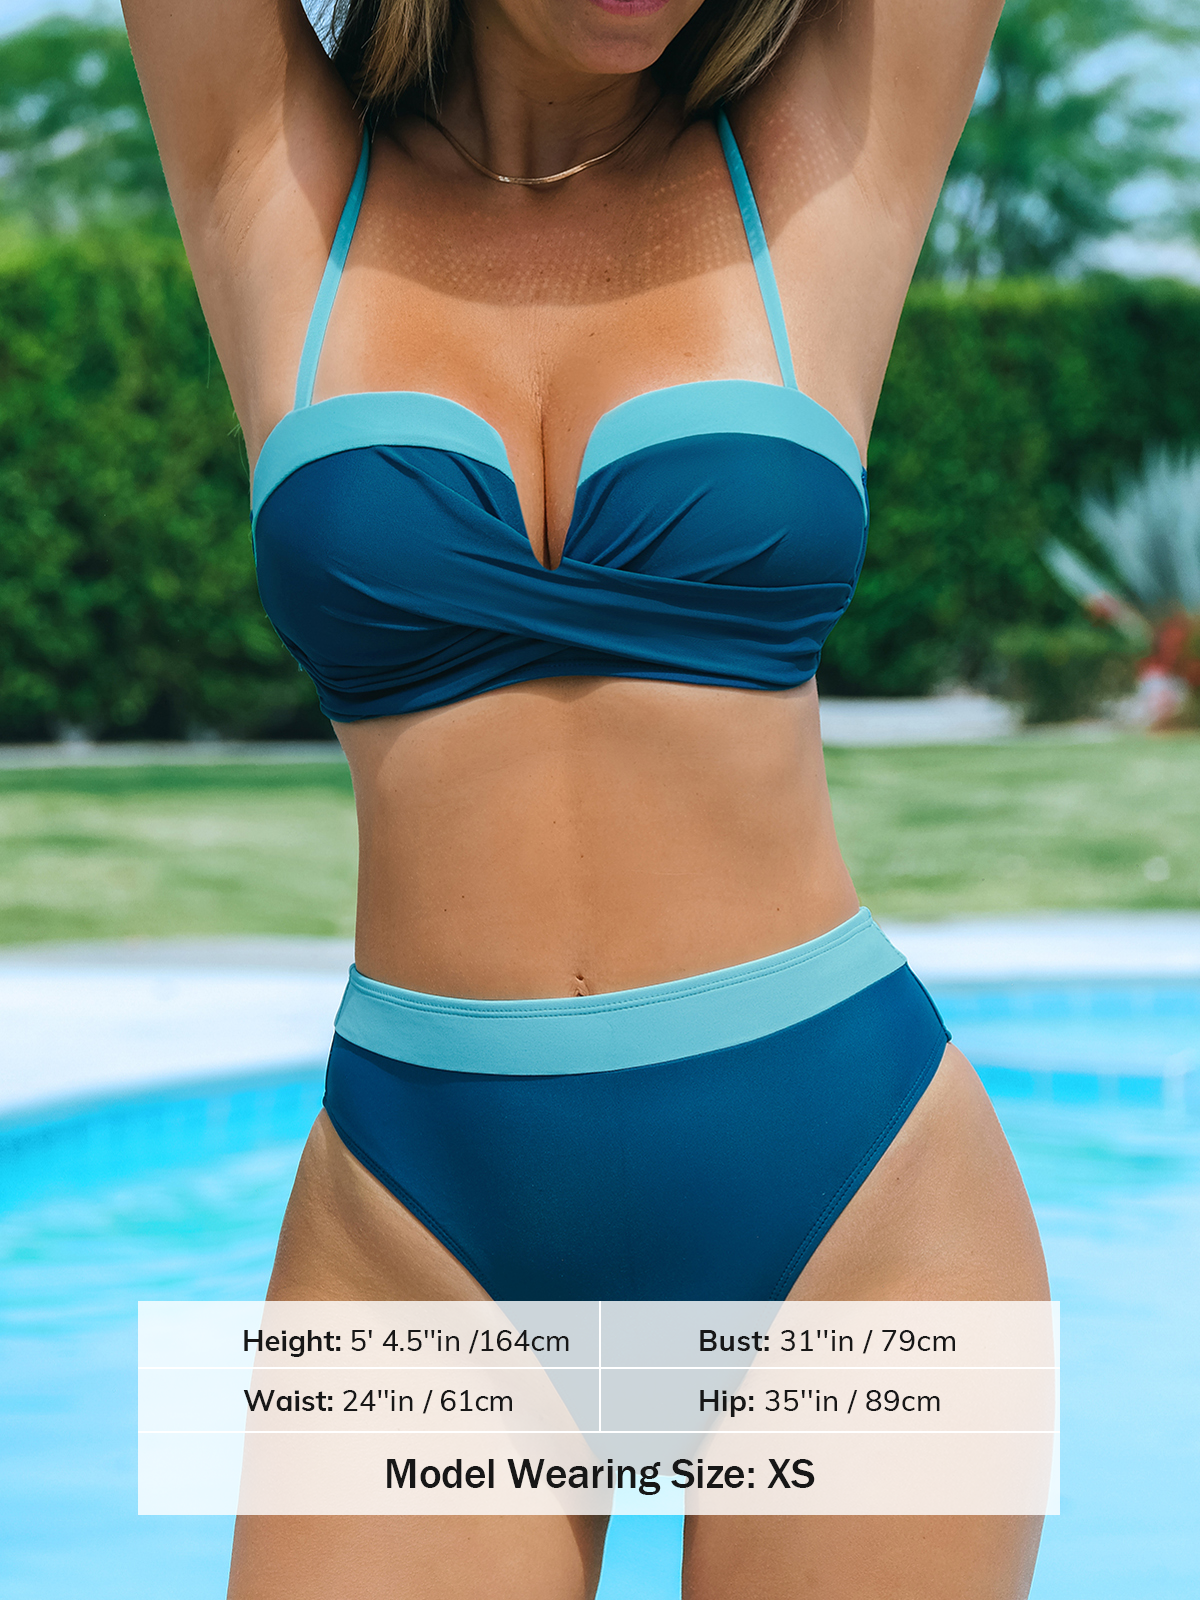 Height: 5' 4.5"in /164cm
Bust: 31"in / 79cm
Waist: 24"in / 61cm
Hip: 35"in / 89cm
Model Wearing Size: XS